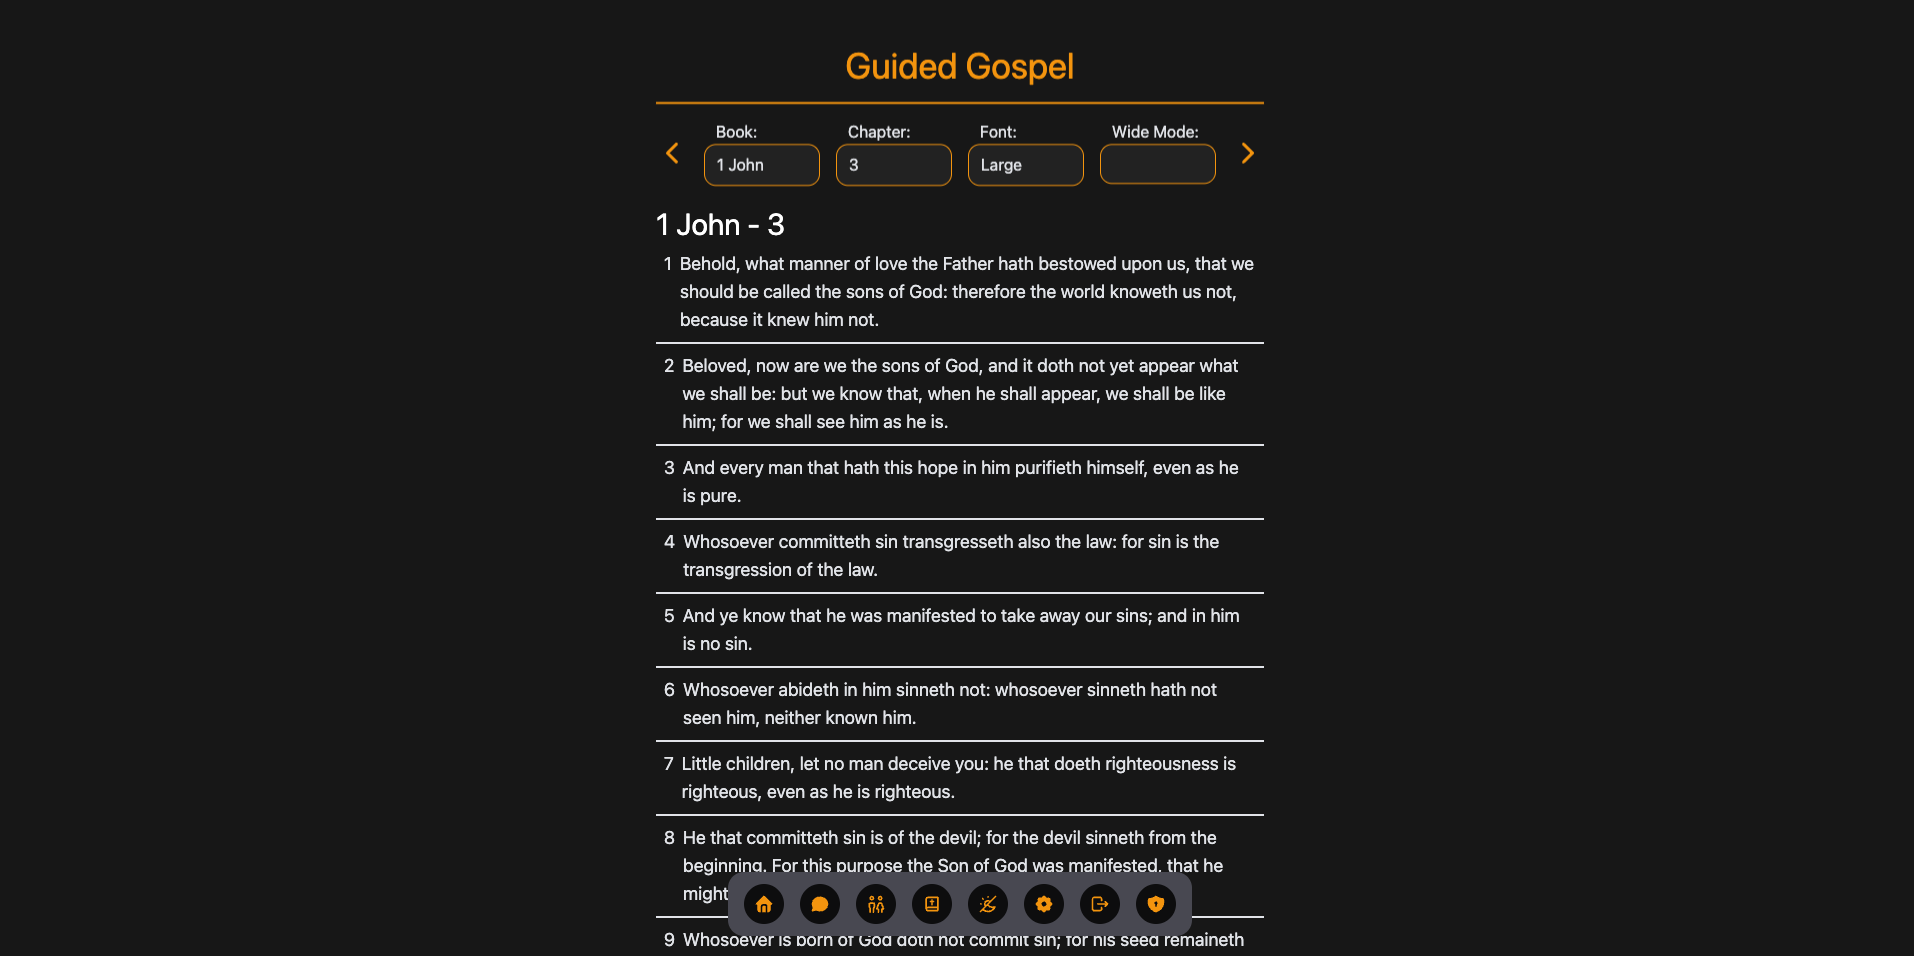 Guided Gospel
Book: Chapter: Font: Wide Mode:
1 John 3 Large
1 John - 3
1 Behold, what manner of love the Father hath bestowed upon us, that we
should be called the sons of God: therefore the world knoweth us not,
because it knew him not.
2 Beloved, now are we the sons of God, and it doth not yet appear what
we shall be: but we know that, when he shall appear, we shall be like
him; for we shall see him as he is.
3 And every man that hath this hope in him purifieth himself, even as he
is pure.
4 Whosoever committeth sin transgresseth also the law: for sin is the
transgression of the law.
5 And ye know that he was manifested to take away our sins; and in him
is no sin.
6 Whosoever abideth in him sinneth not: whosoever sinneth hath not
seen him, neither known him.
7 Little children, let no man deceive you: he that doeth righteousness is
righteous, even as he is righteous.
8 He that committeth sin is of the devil; for the devil sinneth from the
beginning. For this purpose the Son of God was manifested, that he
might
9 Whosoever is born of God doth not commit sin; for his seed remaineth